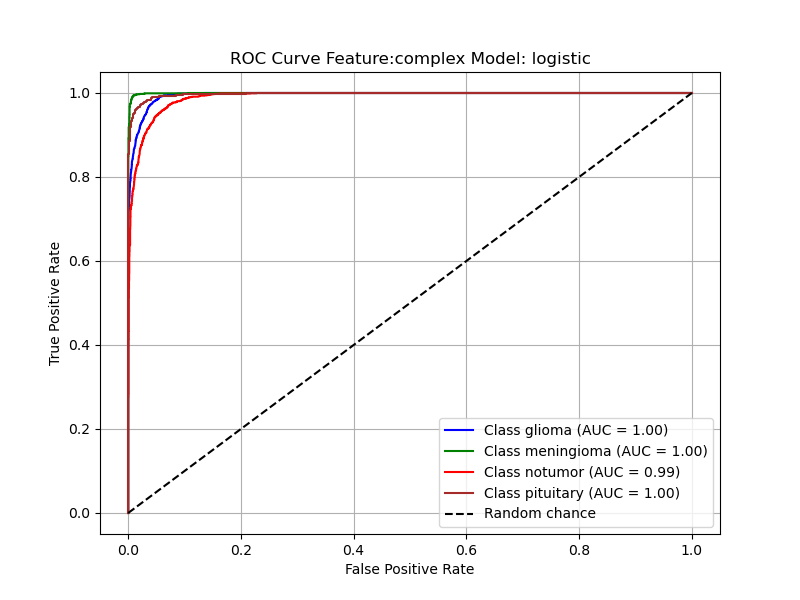 ROC Curve Feature:complex Model: logistic
True Positive Rate
1.0
0.8
0.6
0.4
0.2
0.0
0.0 0.2 0.4 0.6 0.8 1.0
False Positive Rate
Class glioma (AUC = 1.00)
Class meningioma (AUC = 1.00)
Class notumor (AUC = 0.99)
Class pituitary (AUC = 1.00)
Random chance